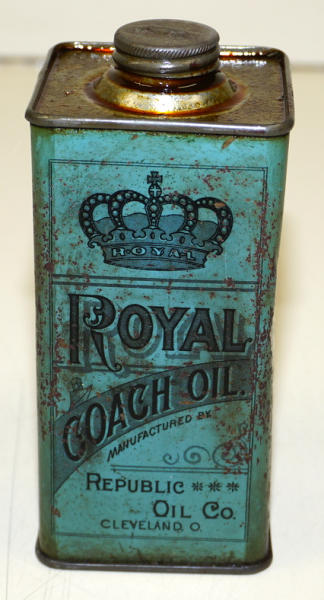 ROYAL
ROYAL
COACH OIL.
MANUFACTURED BY
REPUBLIC ***
OIL CO.
CLEVELAND. O.